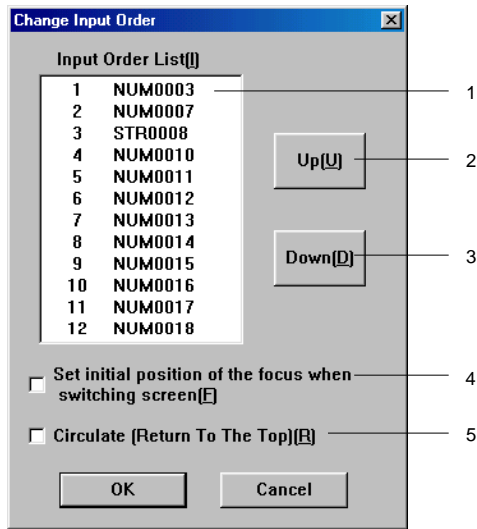 Change Input Order
Input Order List(I)
1 NUM0003
2 NUM0007
3 STR0008
4 NUM0010
5 NUM0011
6 NUM0012
7 NUM0013
8 NUM0014
9 NUM0015
10 NUM0016
11 NUM0017
12 NUM0018
1
Up(U)
2
Down(D)
3
Set initial position of the focus when
switching screen(F)
4
Circulate (Return To The Top)(R)
5
OK
Cancel